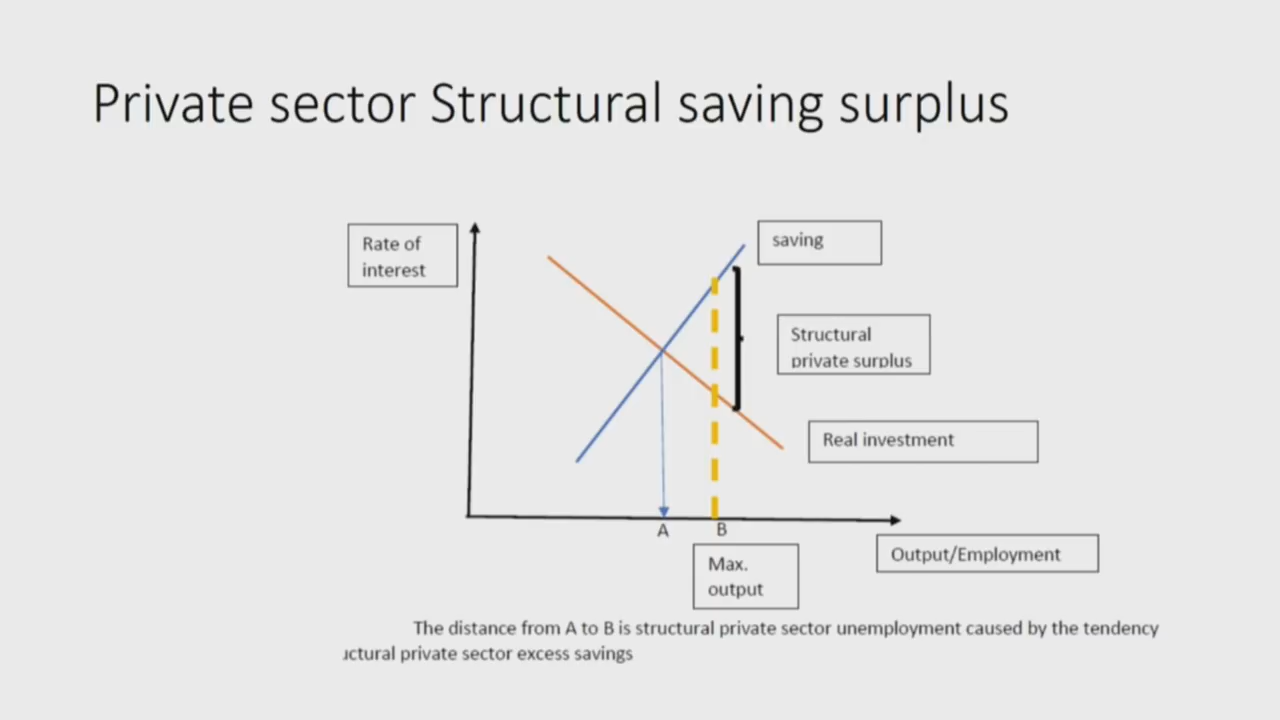 Private sector Structural saving surplus
Rate of
interest
saving
Structural
private surplus
Real investment
A
B
Output/Employment
Max.
output
The distance from A to B is structural private sector unemployment caused by the tendency
private sector excess savings